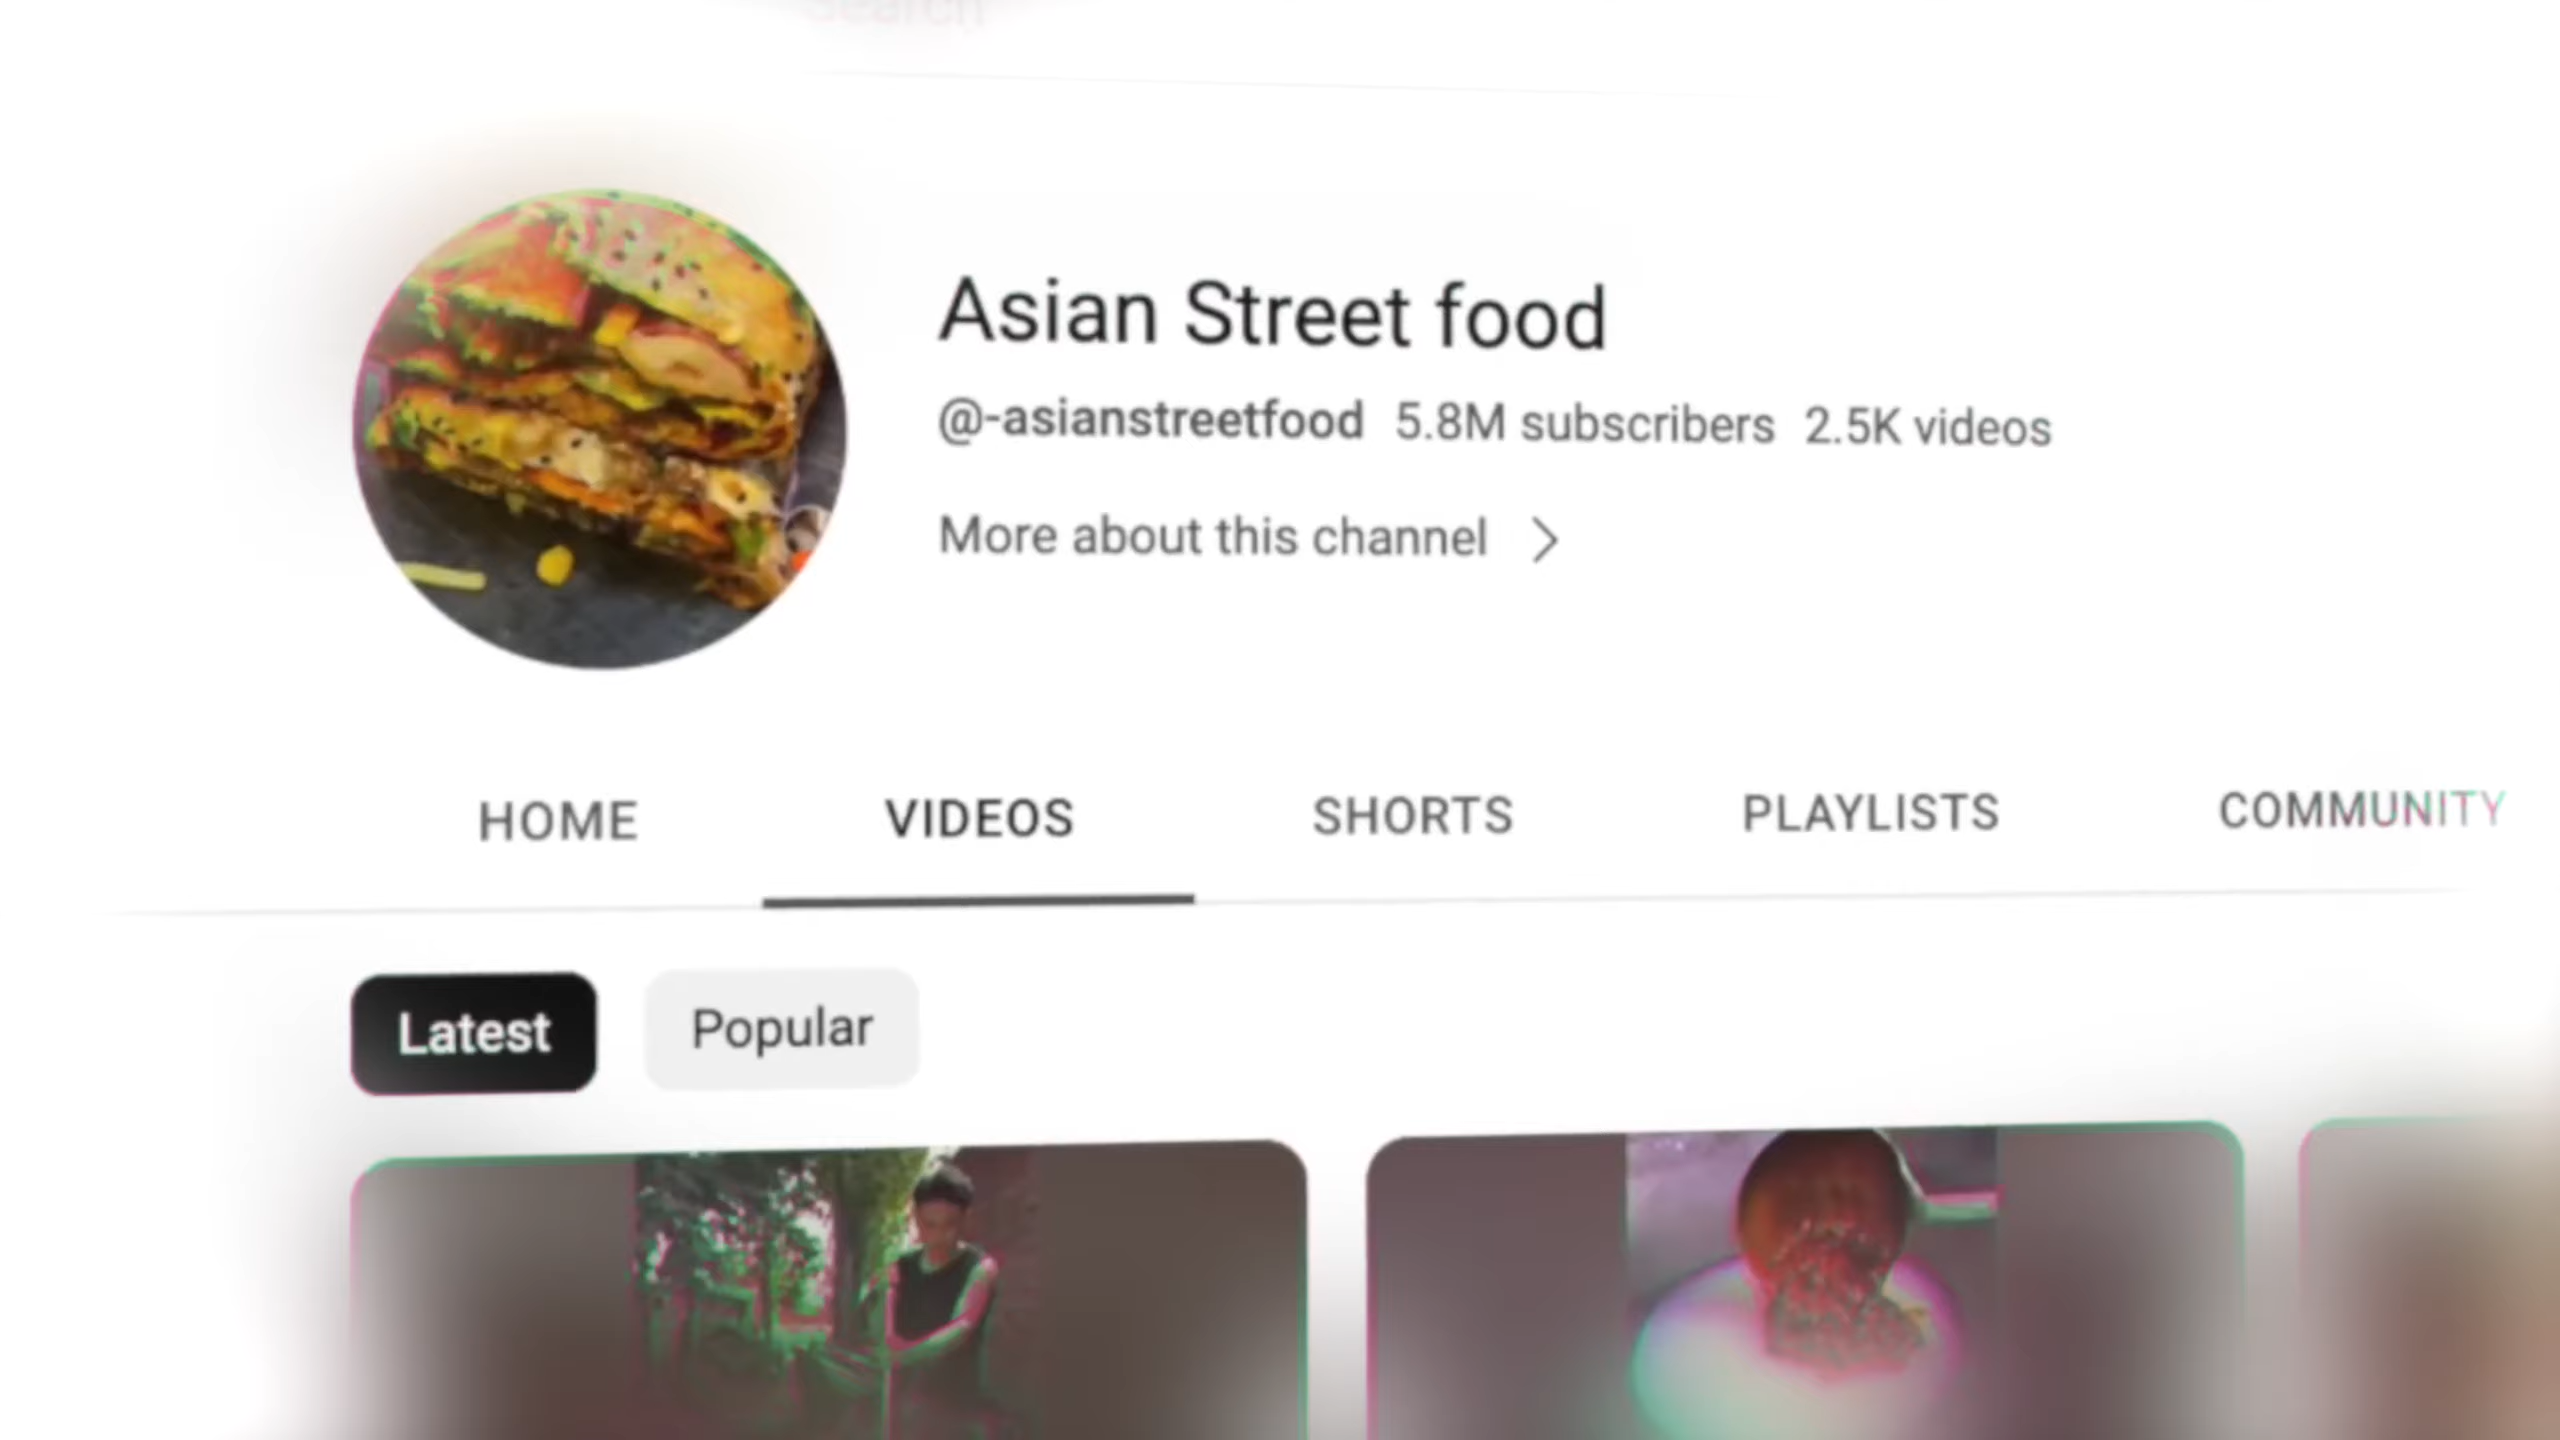 Search
Asian Street food
@-asianstreetfood 5.8M subscribers 2.5K videos
More about this channel
HOME VIDEOS SHORTS PLAYLISTS COMMUNITY
Latest Popular